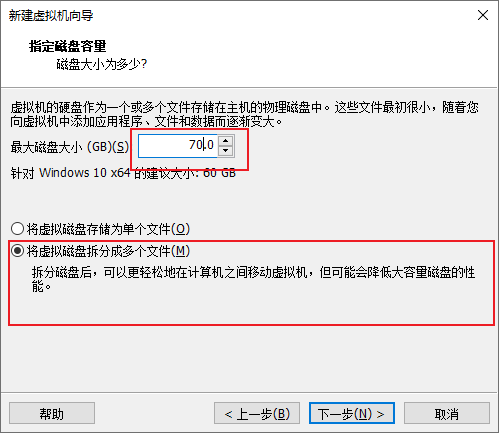 新建虚拟机向导
指定磁盘容量
磁盘大小为多少?
虚拟机的硬盘作为一个或多个文件存储在主机的物理磁盘中。这些文件最初很小，随着您
向虚拟机中添加应用程序、文件和数据而逐渐变大。
最大磁盘大小 (GB)(S) 70.0
针对 Windows 10 x64 的建议大小: 60 GB
将虚拟磁盘存储为单个文件(O)
将虚拟磁盘拆分成多个文件(M)
拆分磁盘后，可以更轻松地在计算机之间移动虚拟机，但可能会降低大容量磁盘的性
能。
帮助 < 上一步(B) 下一步(N) > 取消